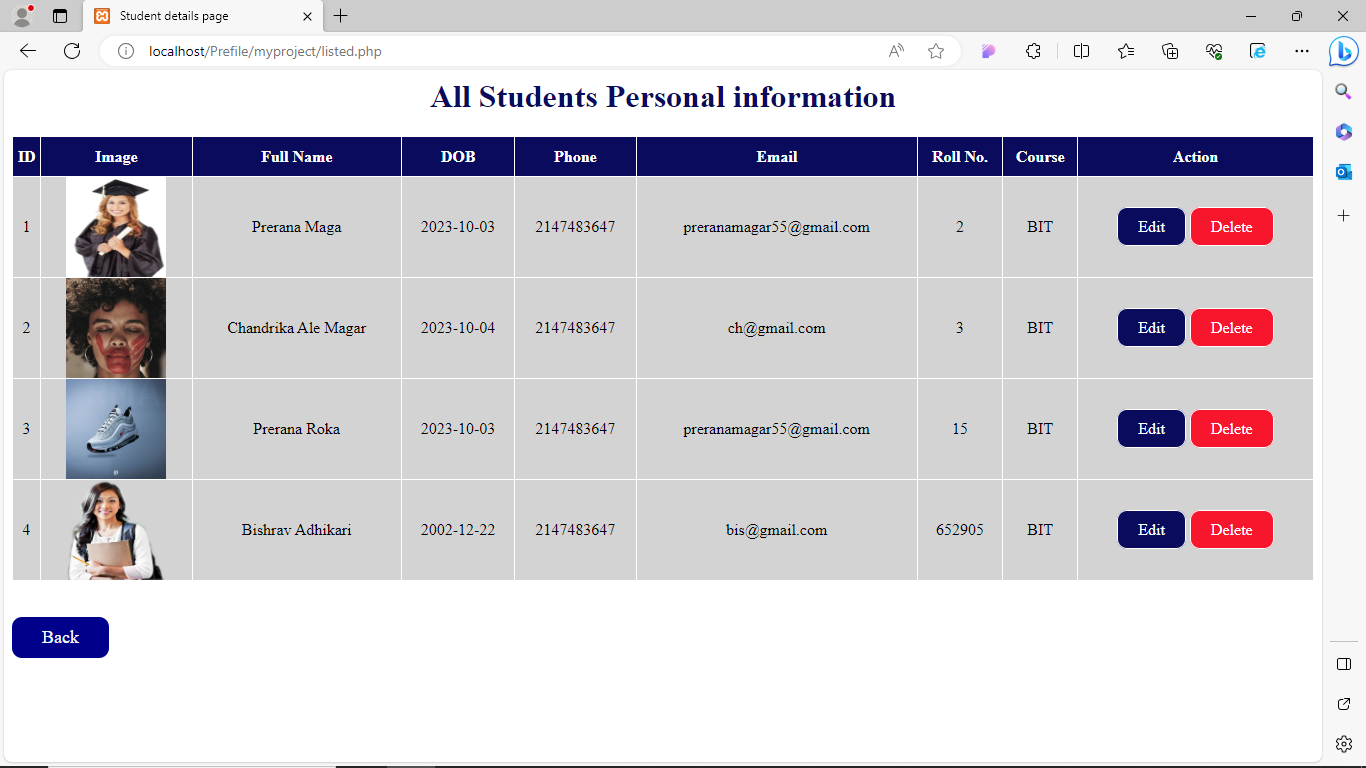 Student details page
localhost/Prefile/myproject/listed.php
All Students Personal information
ID Image Full Name DOB Phone Email Roll No. Course Action
1 Prerana Maga 2023-10-03 2147483647 preranamagar55@gmail.com 2 BIT Edit Delete
2 Chandrika Ale Magar 2023-10-04 2147483647 ch@gmail.com 3 BIT Edit Delete
3 Prerana Roka 2023-10-03 2147483647 preranamagar55@gmail.com 15 BIT Edit Delete
4 Bishrav Adhikari 2002-12-22 2147483647 bis@gmail.com 652905 BIT Edit Delete
Back